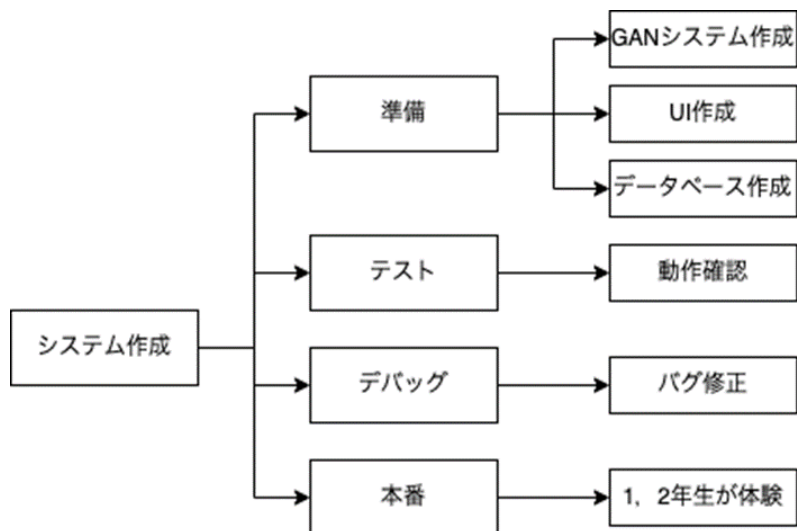 GANシステム作成
準備
UI作成
データベース作成
テスト
動作確認
システム作成
デバッグ
バグ修正
本番
1，2年生が体験